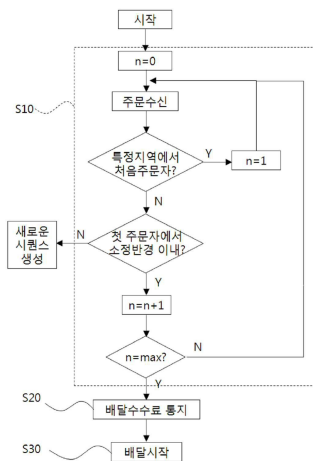 시작
n=0
S10
주문수신
특정지역에서
처음주문자?
Y
n=1
N
새로운
시퀀스
생성
N
첫 주문자에서
소정반경 이내?
Y
n=n+1
n=max?
N
Y
S20
배달수수료 통지
S30
배달시작